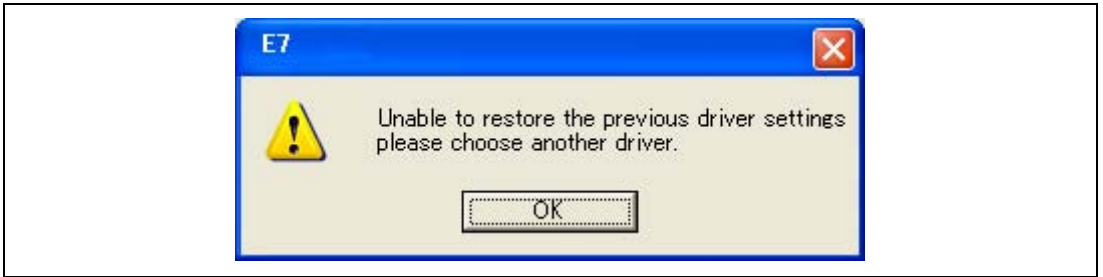 E7
Unable to restore the previous driver settings
please choose another driver.
OK